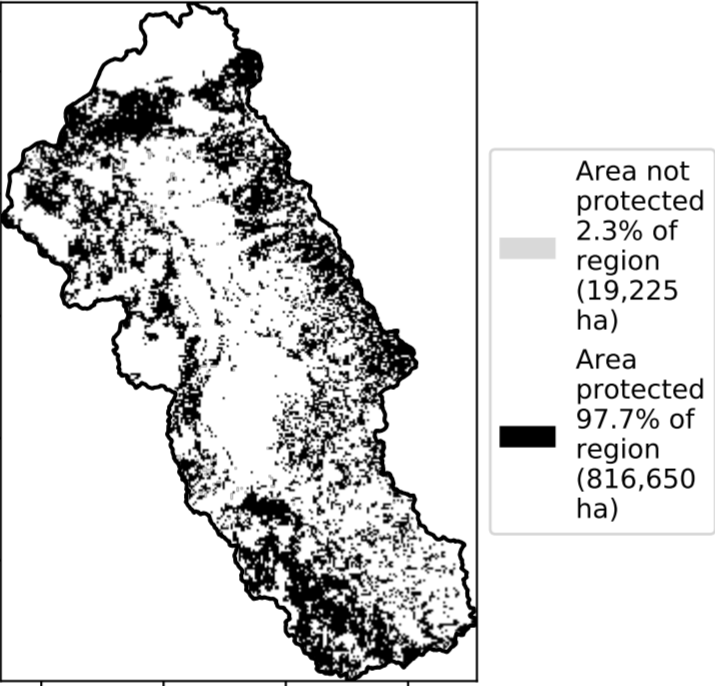 Area not
protected
2.3% of
region
(19,225
ha)
Area
protected
97.7% of
region
(816,650
ha)